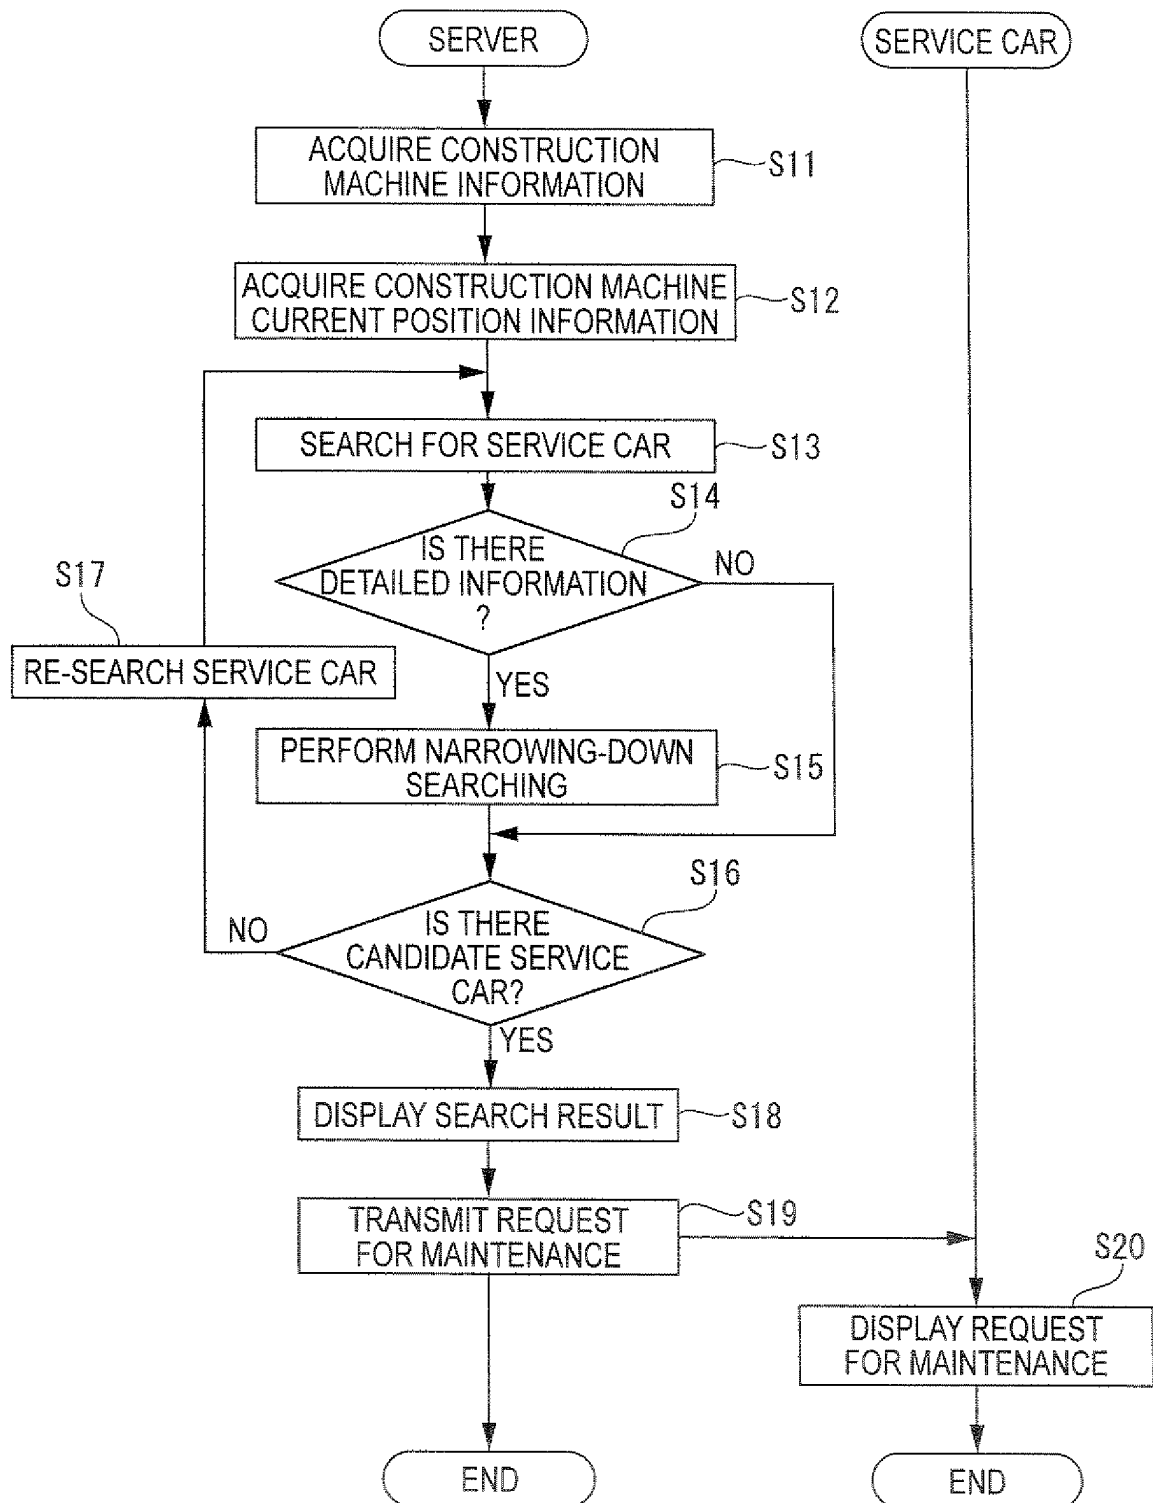 SERVER
SERVICE CAR
ACQUIRE CONSTRUCTION
MACHINE INFORMATION
S11
ACQUIRE CONSTRUCTION MACHINE
CURRENT POSITION INFORMATION
S12
SEARCH FOR SERVICE CAR
S13
S14
IS THERE
DETAILED INFORMATION
?
NO
YES
S17
RE-SEARCH SERVICE CAR
PERFORM NARROWING-DOWN
SEARCHING
S15
S16
IS THERE
CANDIDATE SERVICE
CAR?
NO
YES
DISPLAY SEARCH RESULT
S18
TRANSMIT REQUEST
FOR MAINTENANCE
S19
S20
DISPLAY REQUEST
FOR MAINTENANCE
END
END